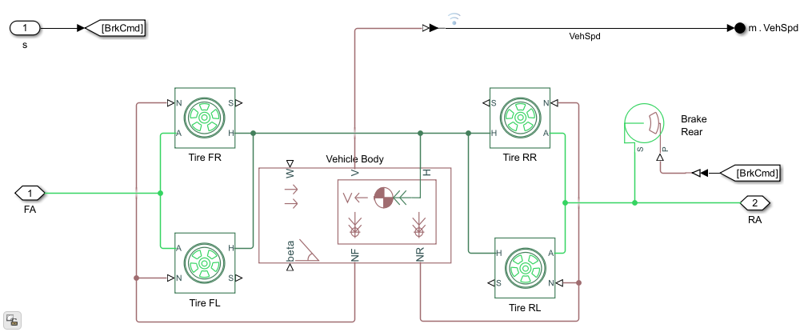 1
s
[BrkCmd]
VehSpd
m . VehSpd
N
S
A
H
Tire FR
S
N
H
A
Tire RR
Brake
Rear
S
P
[BrkCmd]
Vehicle Body
W
V
H
V
beta
NF
NR
1
FA
2
RA
A
H
N
S
Tire FL
H
A
S
N
Tire RL